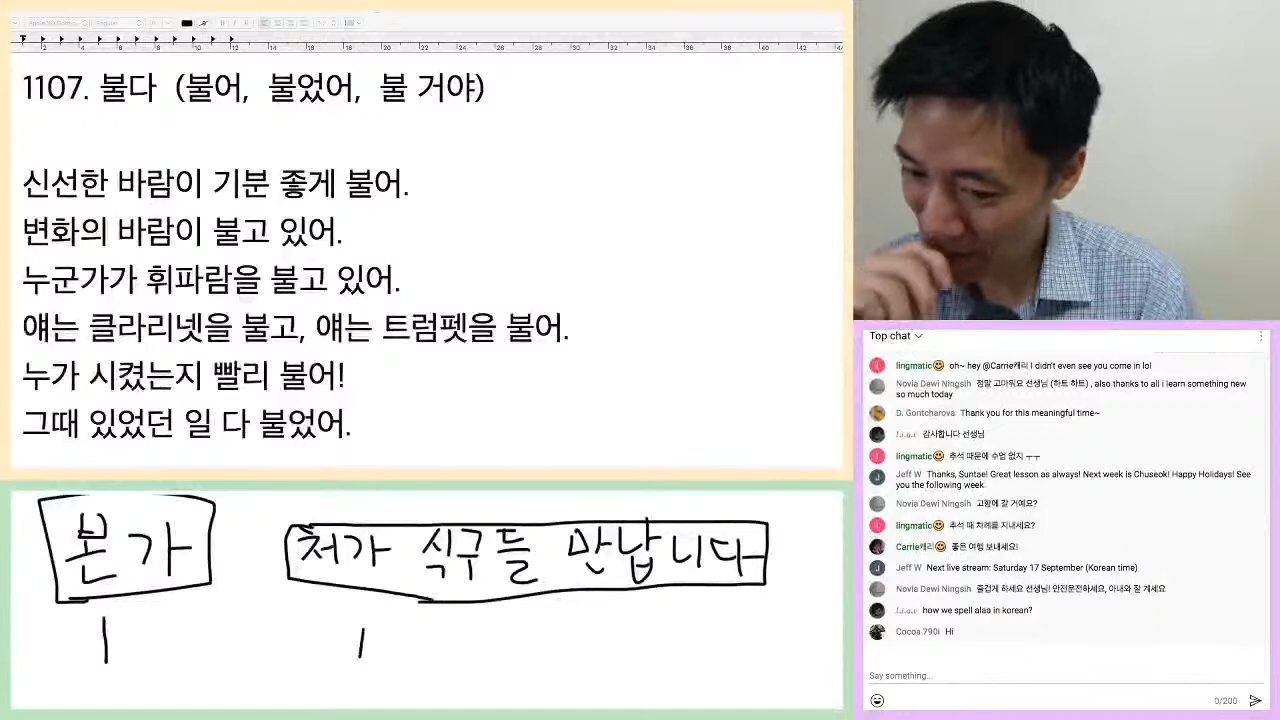 1107. 불다 (불어, 불었어, 불 거야)
신선한 바람이 기분 좋게 불어.
변화의 바람이 불고 있어.
누군가가 휘파람을 불고 있어.
얘는 클라리넷을 불고, 얘는 트럼펫을 불어.
누가 시켰는지 빨리 불어!
그때 있었던 일 다 불었어.
본가
처가 식구들 만납니다
Top chat
lingmatic oh~ hey @Carrie캐리 I didn't even see you come in lol
Novia Dewi Ningsih 정말 고마워요 선생님 (하트 하트) , also thanks to all i learn something new
so much today
D. Gontcharova Thank you for this meaningful time~
감사합니다 선생님
lingmatic 추석 때문에 수업 없지 ㅜㅜ
Jeff W Thanks, Suntae! Great lesson as always! Next week is Chuseok! Happy Holidays! See
you the following week.
Novia Dewi Ningsih 고향에 갈 거예요?
lingmatic 추석 때 차례를 지내세요?
Carrie캐리 좋은 여행 보내세요!
Jeff W Next live stream: Saturday 17 September (Korean time)
Novia Dewi Ningsih 즐겁게 하세요 선생님! 안전운전하세요, 아내와 잘 계세요
how we spell alaa in korean?
Cocoa 790i Hi
Say something...
0/200